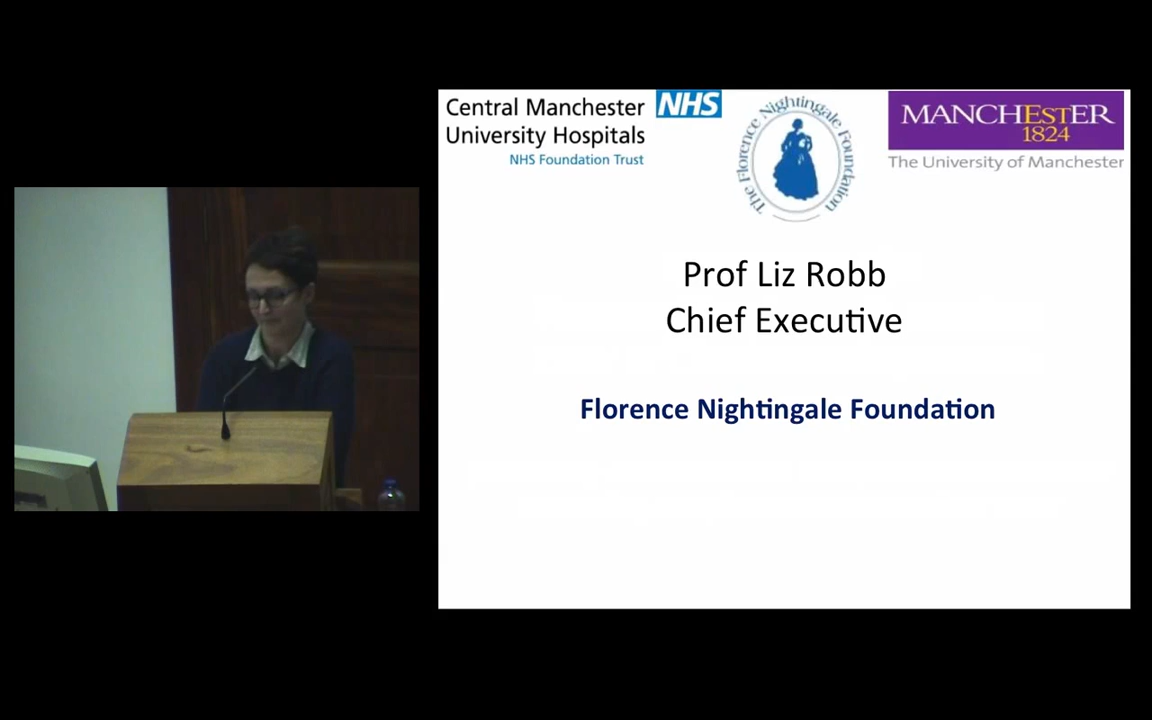 Central Manchester
University Hospitals
NHS Foundation Trust
NHS
The Florence Nightingale Foundation
MANCHESTER
1824
The University of Manchester
Prof Liz Robb
Chief Executive
Florence Nightingale Foundation